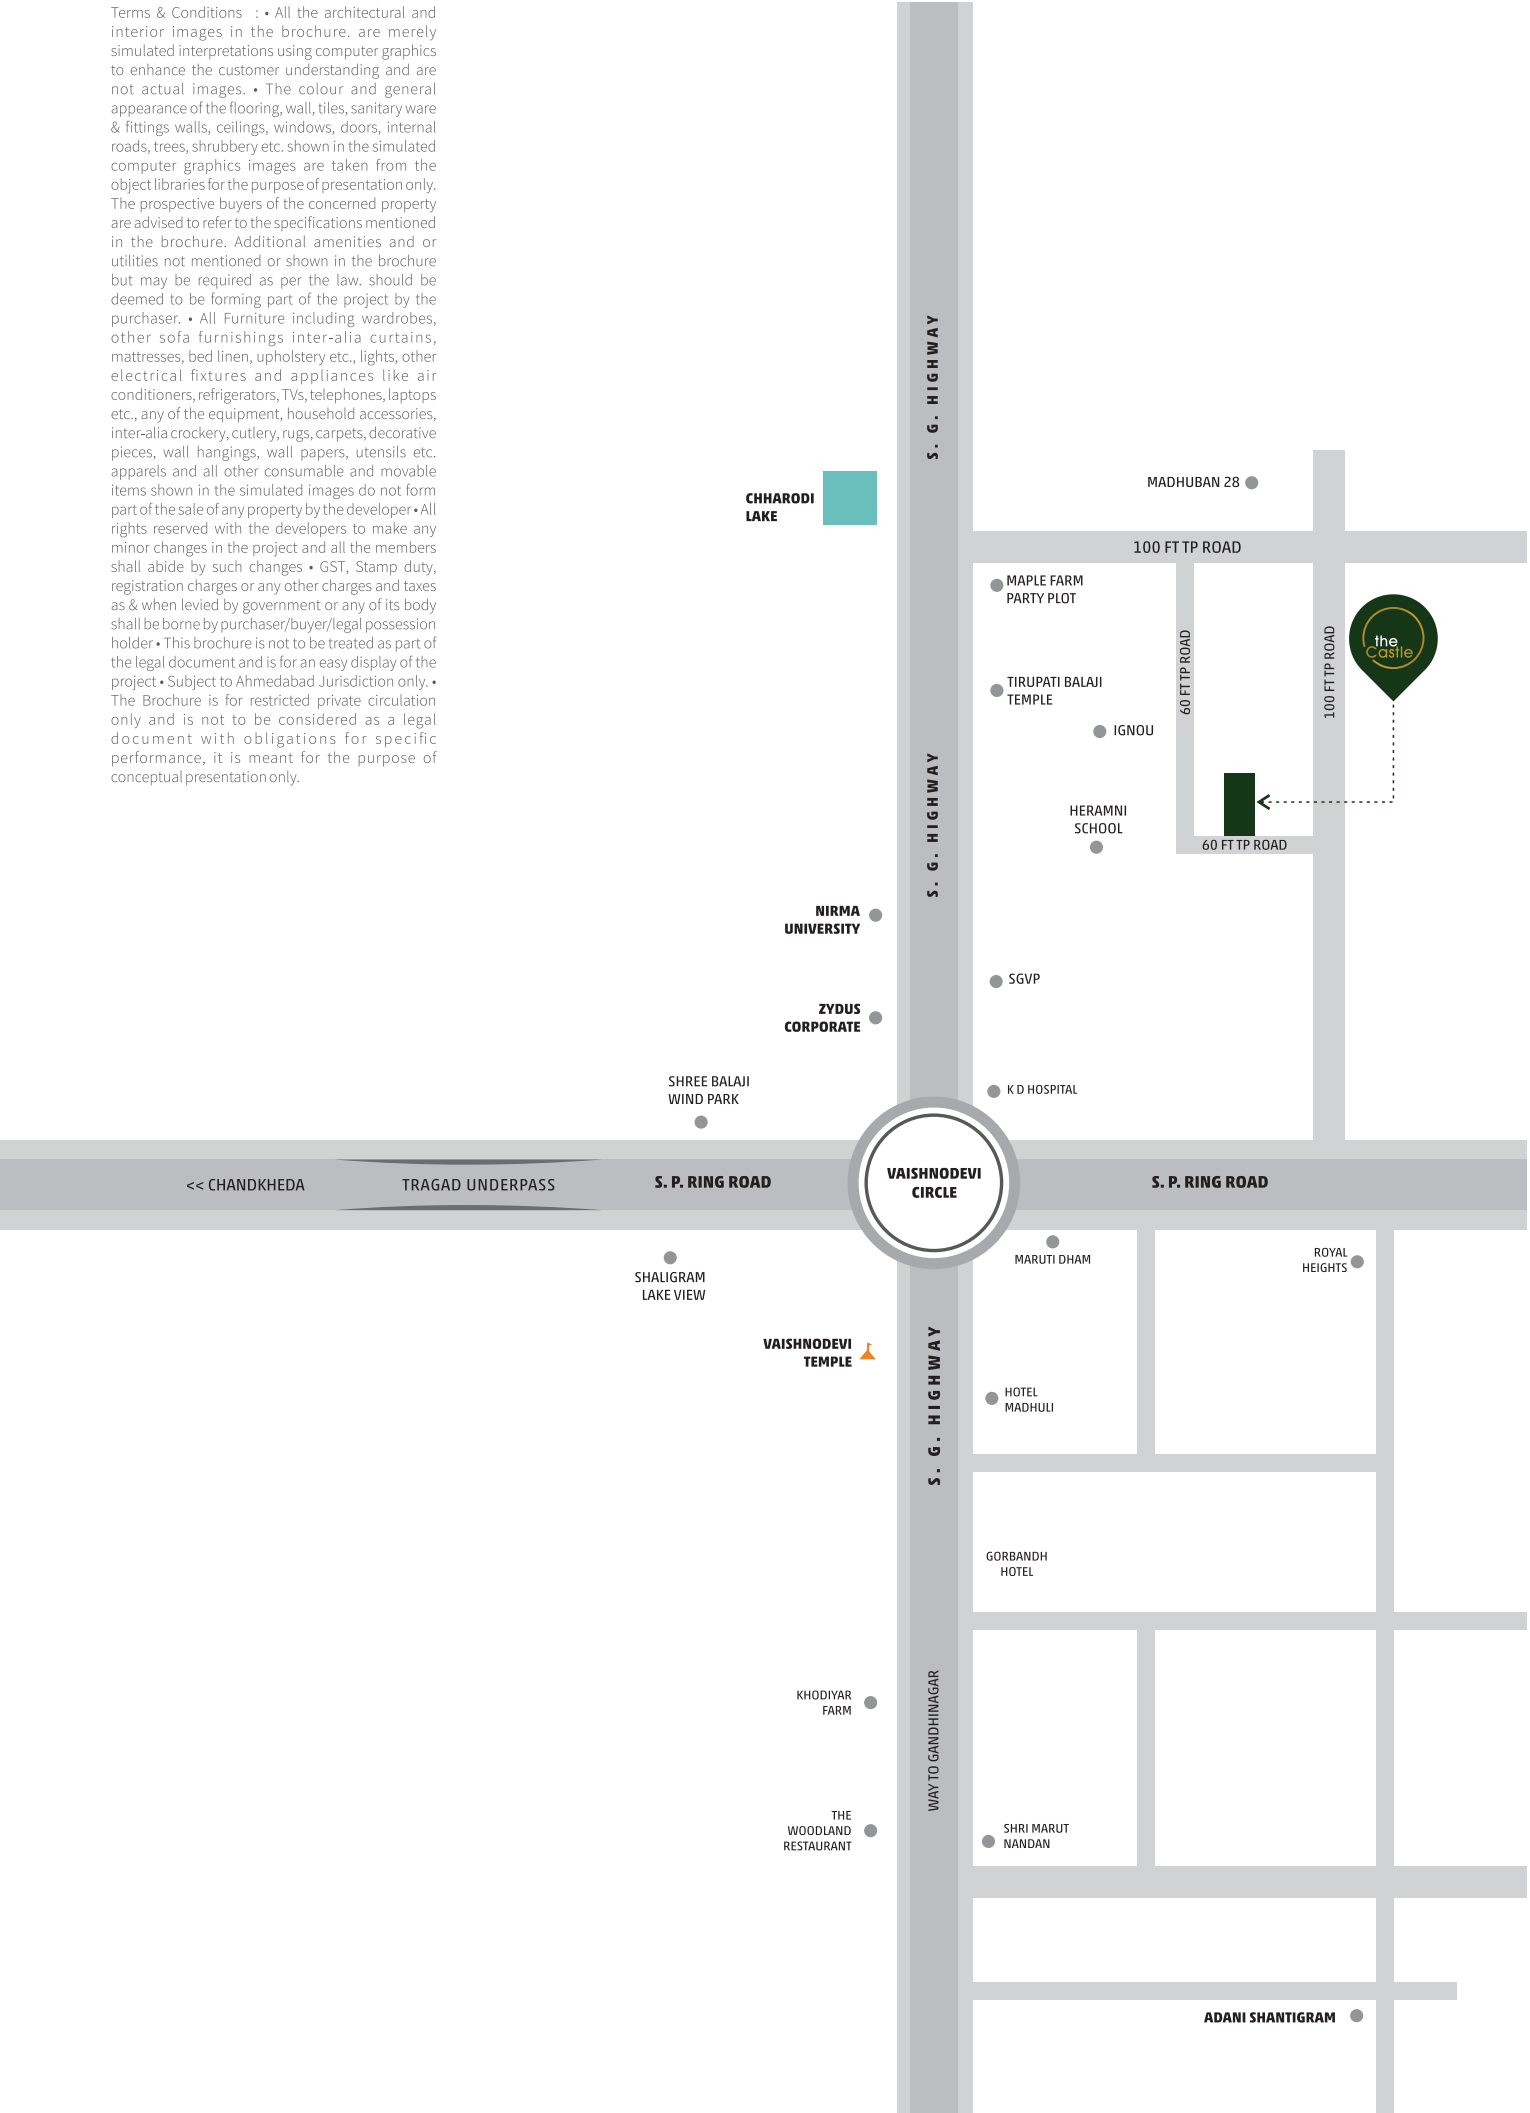 Terms & Conditions : • All the architectural and
interior images in the brochure. are merely
simulated interpretations using computer graphics
to enhance the customer understanding and are
not actual images. • The colour and general
appearance of the flooring, wall, tiles, sanitary ware
& fittings walls, ceilings, windows, doors, internal
roads, trees, shrubbery etc. shown in the simulated
computer graphics images are taken from the
object libraries for the purpose of presentation only.
The prospective buyers of the concerned property
are advised to refer to the specifications mentioned
in the brochure. Additional amenities and or
utilities not mentioned or shown in the brochure
but may be required as per the law. should be
deemed to be forming part of the project by the
purchaser. • All Furniture including wardrobes,
other sofa furnishings inter-alia curtains,
mattresses, bed linen, upholstery etc., lights, other
electrical fixtures and appliances like air
conditioners, refrigerators, TVs, telephones, laptops
etc., any of the equipment, household accessories,
inter-alia crockery, cutlery, rugs, carpets, decorative
pieces, wall hangings, wall papers, utensils etc.
apparels and all other consumable and movable
items shown in the simulated images do not form
part of the sale of any property by the developer • All
rights reserved with the developers to make any
minor changes in the project and all the members
shall abide by such changes • GST, Stamp duty,
registration charges or any other charges and taxes
as & when levied by government or any of its body
shall be borne by purchaser/buyer/legal possession
holder • This brochure is not to be treated as part of
the legal document and is for an easy display of the
project • Subject to Ahmedabad Jurisdiction only. •
The Brochure is for restricted private circulation
only and is not to be considered as a legal
document with obligations for specific
performance, it is meant for the purpose of
conceptual presentation only.
S. G. HIGHWAY
CHHARODI
LAKE
MADHUBAN 28
100 FT TP ROAD
MAPLE FARM
PARTY PLOT
60 FT TP ROAD
100 FT TP ROAD
the
Castle
TIRUPATI BALAJI
TEMPLE
IGNOU
S. G. HIGHWAY
HERAMNI
SCHOOL
60 FT TP ROAD
NIRMA
UNIVERSITY
SGVP
ZYDUS
CORPORATE
SHREE BALAJI
WIND PARK
K D HOSPITAL
<< CHANDKHEDA
TRAGAD UNDERPASS
S. P. RING ROAD
VAISHNODEVI
CIRCLE
S. P. RING ROAD
MARUTI DHAM
ROYAL
HEIGHTS
SHALIGRAM
LAKE VIEW
VAISHNODEVI
TEMPLE
S. G. HIGHWAY
HOTEL
MADHULI
GORBANDH
HOTEL
KHODIYAR
FARM
WAY TO GANDHINAGAR
THE
WOODLAND
RESTAURANT
SHRI MARUT
NANDAN
ADANI SHANTIGRAM